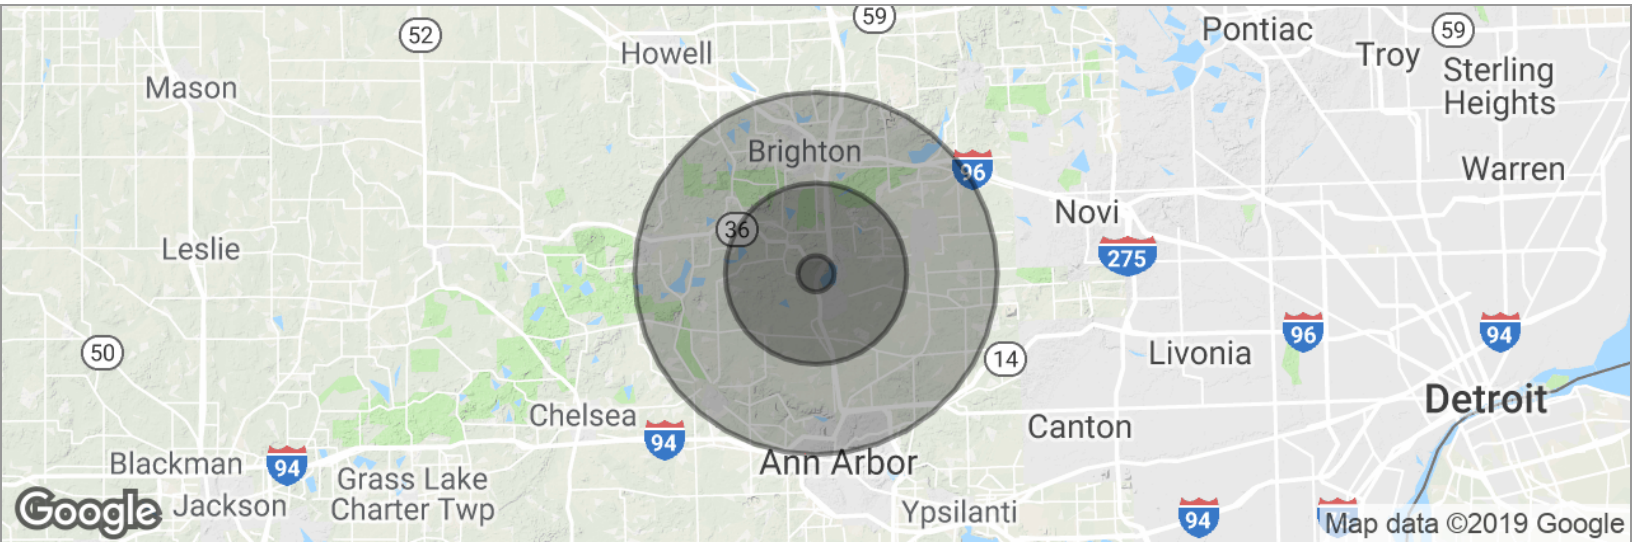 59
52
Pontiac
59
Howell
Troy
Sterling
Heights
Mason
Brighton
96
Warren
Novi
36
Leslie
275
96
94
50
14
Livonia
Detroit
Chelsea
Canton
94
Blackman
94
Ann Arbor
Grass Lake
Charter Twp
Google
Jackson
Ypsilanti
94
Map data ©2019 Google